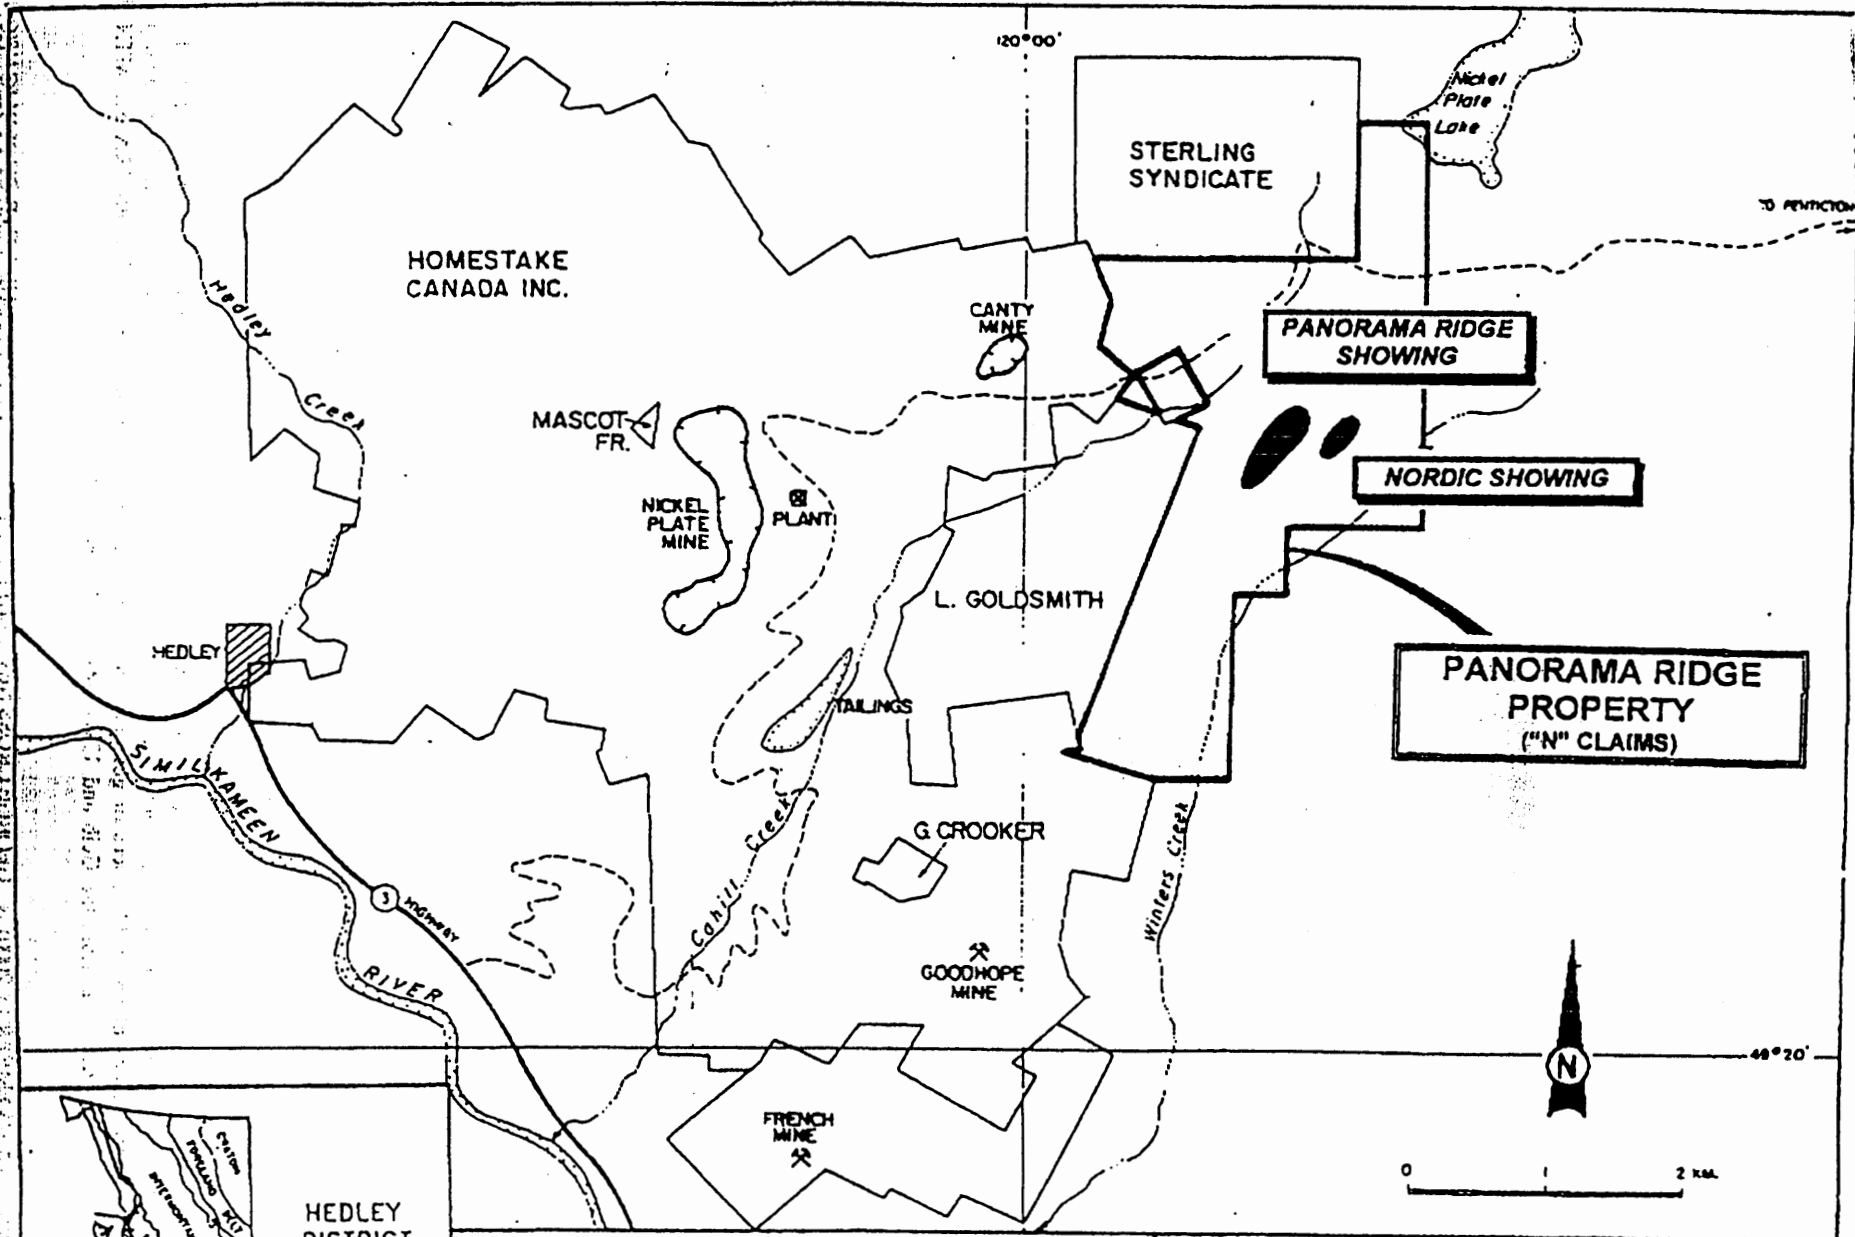 120°00'
Nickel
Plate
Lake
STERLING
SYNDICATE
TO PENTICTON
HOMESTAKE
CANADA INC.
Hedley
Creek
CANTY
MINE
PANORAMA RIDGE
SHOWING
MASCOT
FR.
NORDIC SHOWING
NICKEL
PLATE
MINE
PLANT
L. GOLDSMITH
HEDLEY
PANORAMA RIDGE
PROPERTY
("N" CLAIMS)
TAILINGS
SIMILKAMEEN
RIVER
3
HIGHWAY
Cahill Creek
G. CROOKER
Winters Creek
GOODHOPE
MINE
49°20'
N
FRENCH
MINE
0 1 2 KM.
HEDLEY
DISTRICT